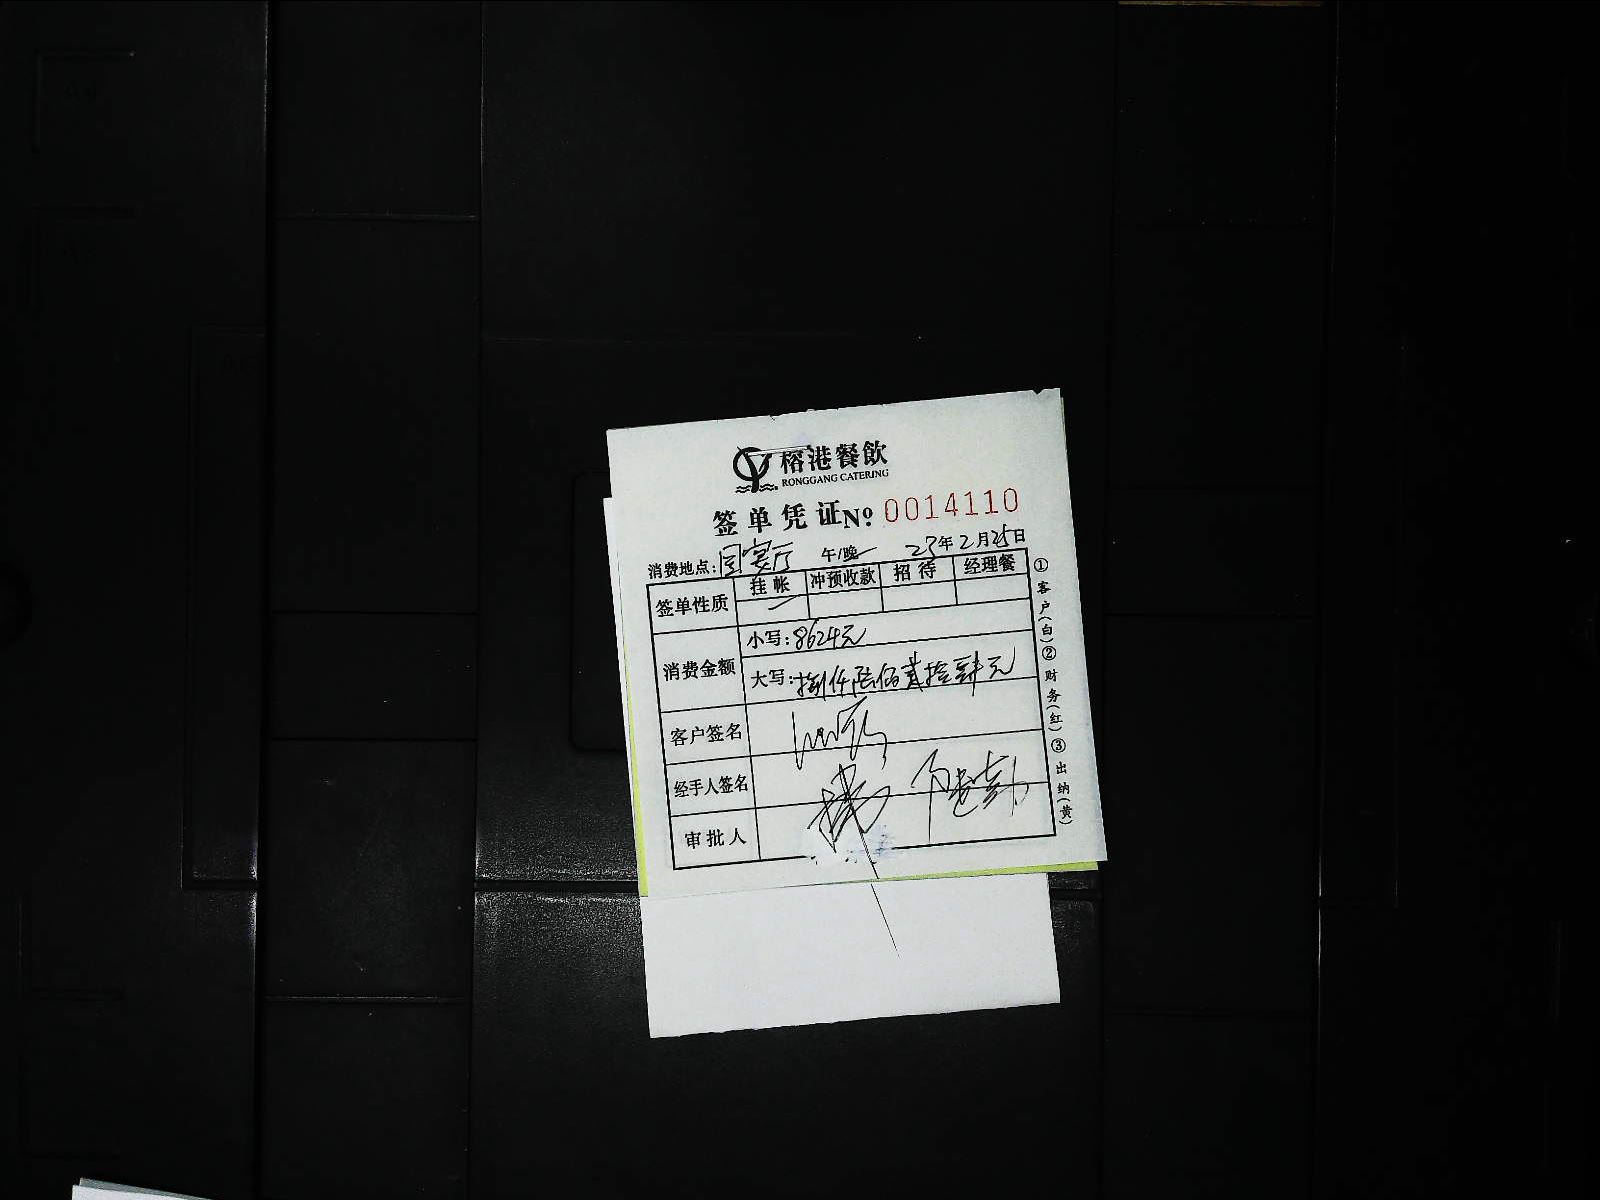 榕港餐飲
RONGGANG CATERING
签单凭证No. 0014110
消费地点:国宴厅 午/晚 23年2月25日
签单性质 挂帐 冲预收款 招待 经理餐
消费金额 小写:8624元
大写:捌仟陆佰贰拾肆元
客户签名
经手人签名
审批人
①客户(白)②财务(红)③出纳(黄)